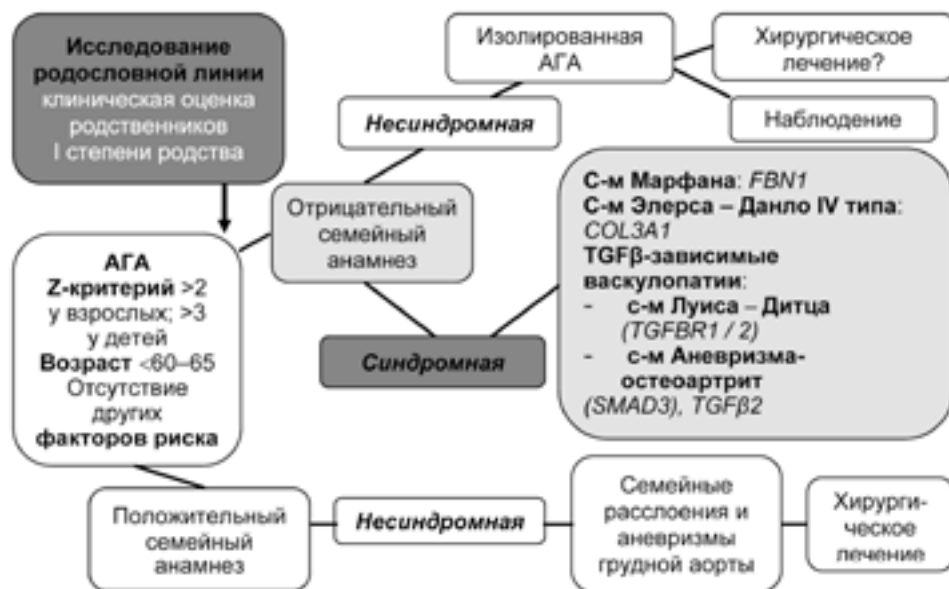 Исследование
родословной линии
клиническая оценка
родственников
I степени родства
Изолированная
АГА
Хирургическое
лечение?
Наблюдение
Несиндромная
Отрицательный
семейный
анамнез
С-м Марфана: FBN1
С-м Элерса – Данло IV типа:
COL3A1
TGFβ-зависимые
васкулопатии:
- с-м Луиса – Дитца
(TGFBR1 / 2)
- с-м Аневризма-
остеоартрит
(SMAD3), TGFβ2
АГА
Z-критерий >2
у взрослых; >3
у детей
Возраст <60–65
Отсутствие
других
факторов риска
Синдромная
Положительный
семейный
анамнез
Несиндромная
Семейные
расслоения и
аневризмы
грудной аорты
Хирурги-
ческое
лечение